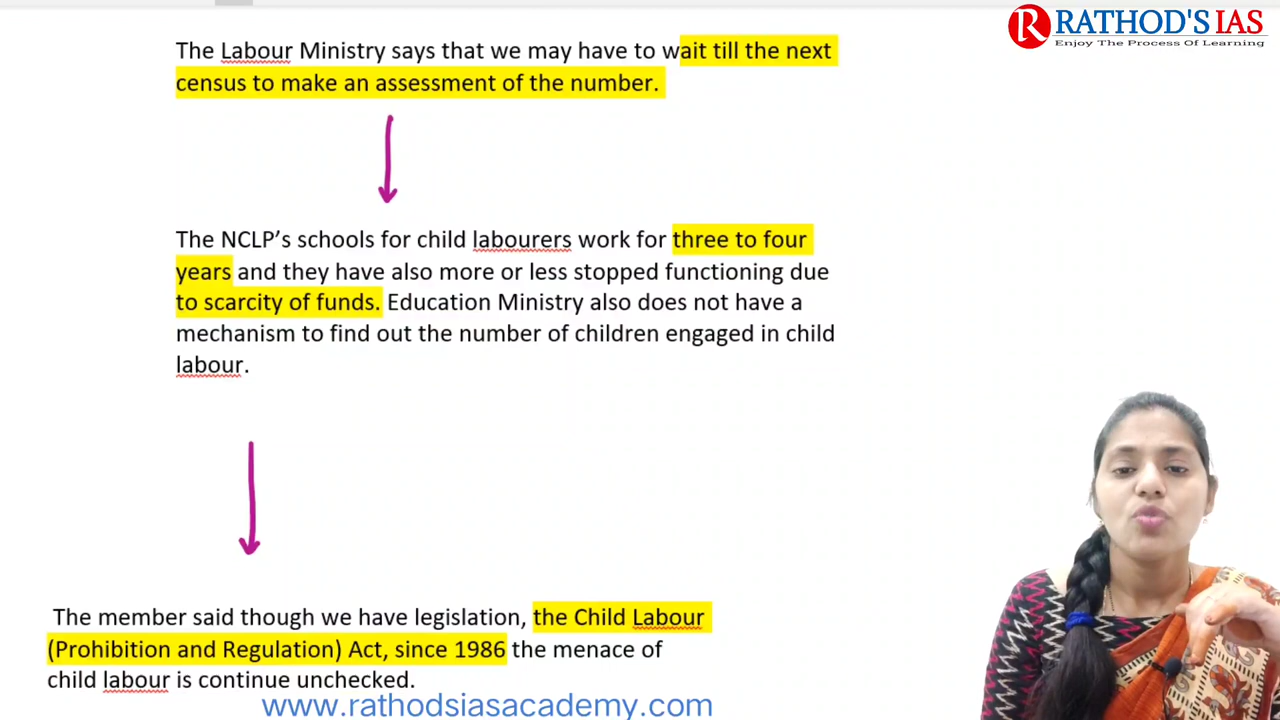 RATHOD'S IAS
Enjoy The Process Of Learning
The Labour Ministry says that we may have to wait till the next
census to make an assessment of the number.
The NCLP’s schools for child labourers work for three to four
years and they have also more or less stopped functioning due
to scarcity of funds. Education Ministry also does not have a
mechanism to find out the number of children engaged in child
labour.
The member said though we have legislation, the Child Labour
(Prohibition and Regulation) Act, since 1986 the menace of
child labour is continue unchecked.
www.rathodsiasacademy.com